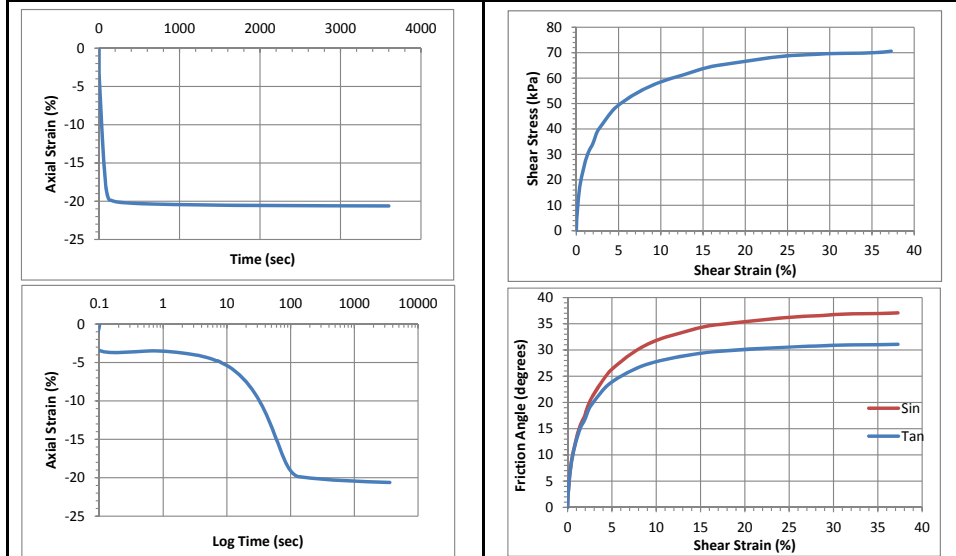 0 1000 2000 3000 4000
0
-5
-10
-15
-20
-25
Axial Strain (%)
Time (sec)
0.1 1 10 100 1000 10000
0
-5
-10
-15
-20
-25
Axial Strain (%)
Log Time (sec)
80
70
60
50
40
30
20
10
0
Shear Stress (kPa)
0 5 10 15 20 25 30 35 40
Shear Strain (%)
40
35
30
25
20
15
10
5
0
Friction Angle (degrees)
Sin
Tan
0 5 10 15 20 25 30 35 40
Shear Strain (%)